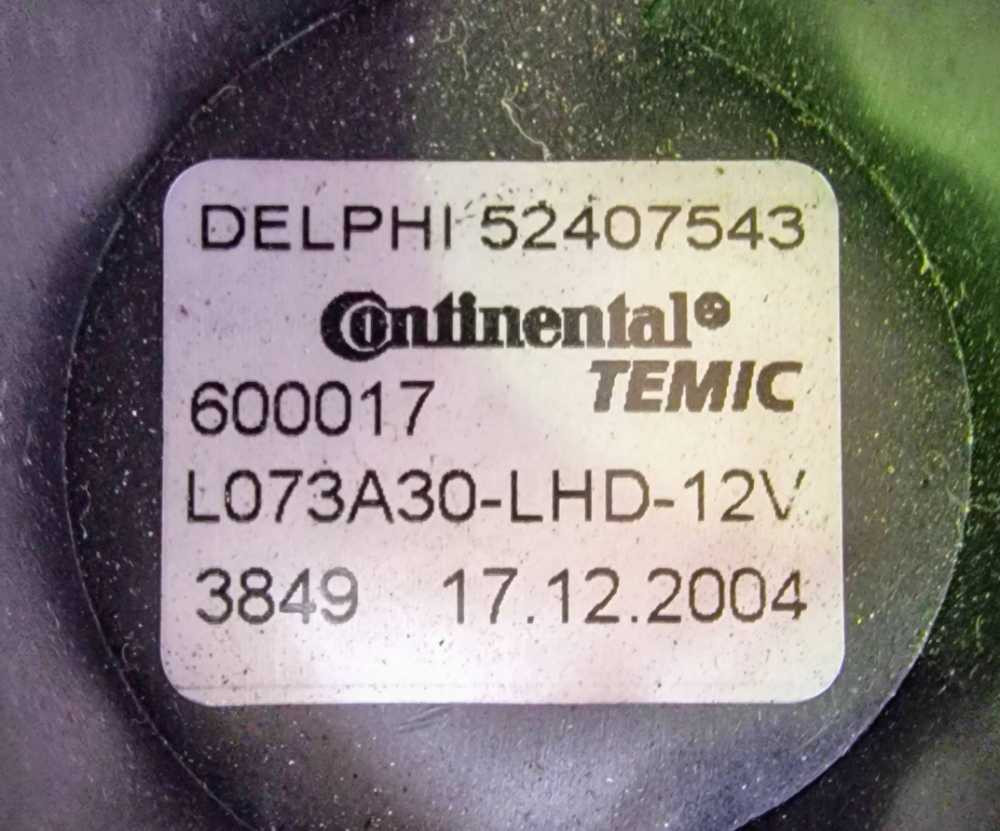 DELPHI 52407543
Continental
TEMIC
600017
L073A30-LHD-12V
3849 17.12.2004